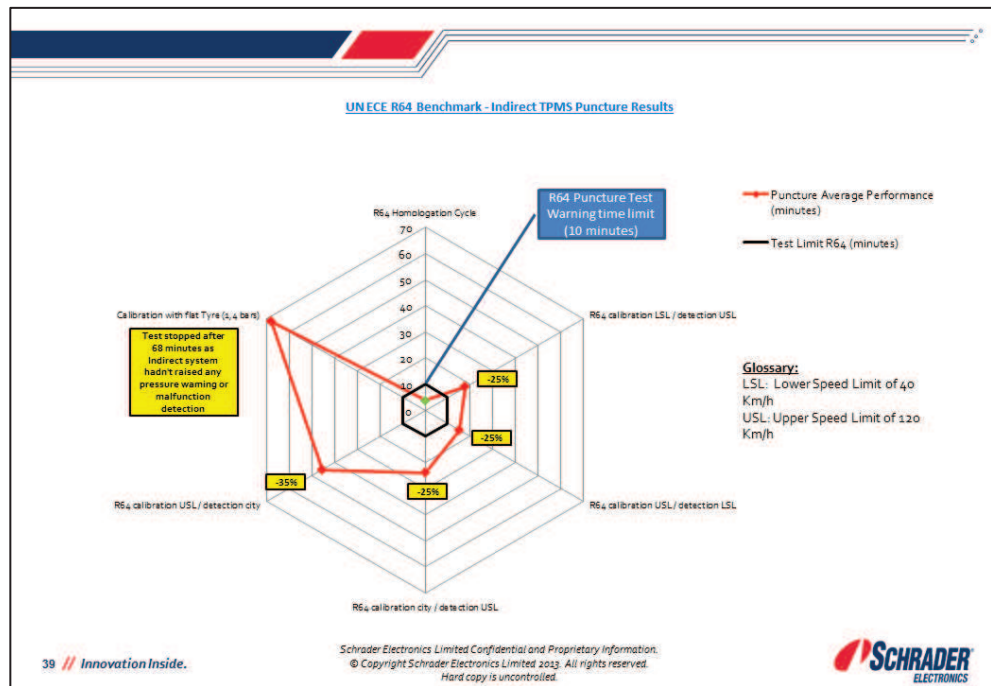 UNECE R64 Benchmark - Indirect TPMS Puncture Results
R64 Puncture Test
Warning time limit
(10 minutes)
Puncture Average Performance
(minutes)
Test Limit R64 (minutes)
R64 Homologation Cycle
70
60
50
40
30
20
10
0
Calibration with flat Tyre (1,4 bars)
Test stopped after
68 minutes as
Indirect system
hadn't raised any
pressure warning or
malfunction
detection
R64 calibration LSL / detection USL
-25%
-25%
-25%
-35%
Glossary:
LSL: Lower Speed Limit of 40
Km/h
USL: Upper Speed Limit of 120
Km/h
R64 calibration USL / detection city
R64 calibration USL / detection LSL
R64 calibration city / detection USL
39 // Innovation Inside.
Schrader Electronics Limited Confidential and Proprietary Information.
© Copyright Schrader Electronics Limited 2013. All rights reserved.
Hard copy is uncontrolled.
SCHRADER
ELECTRONICS